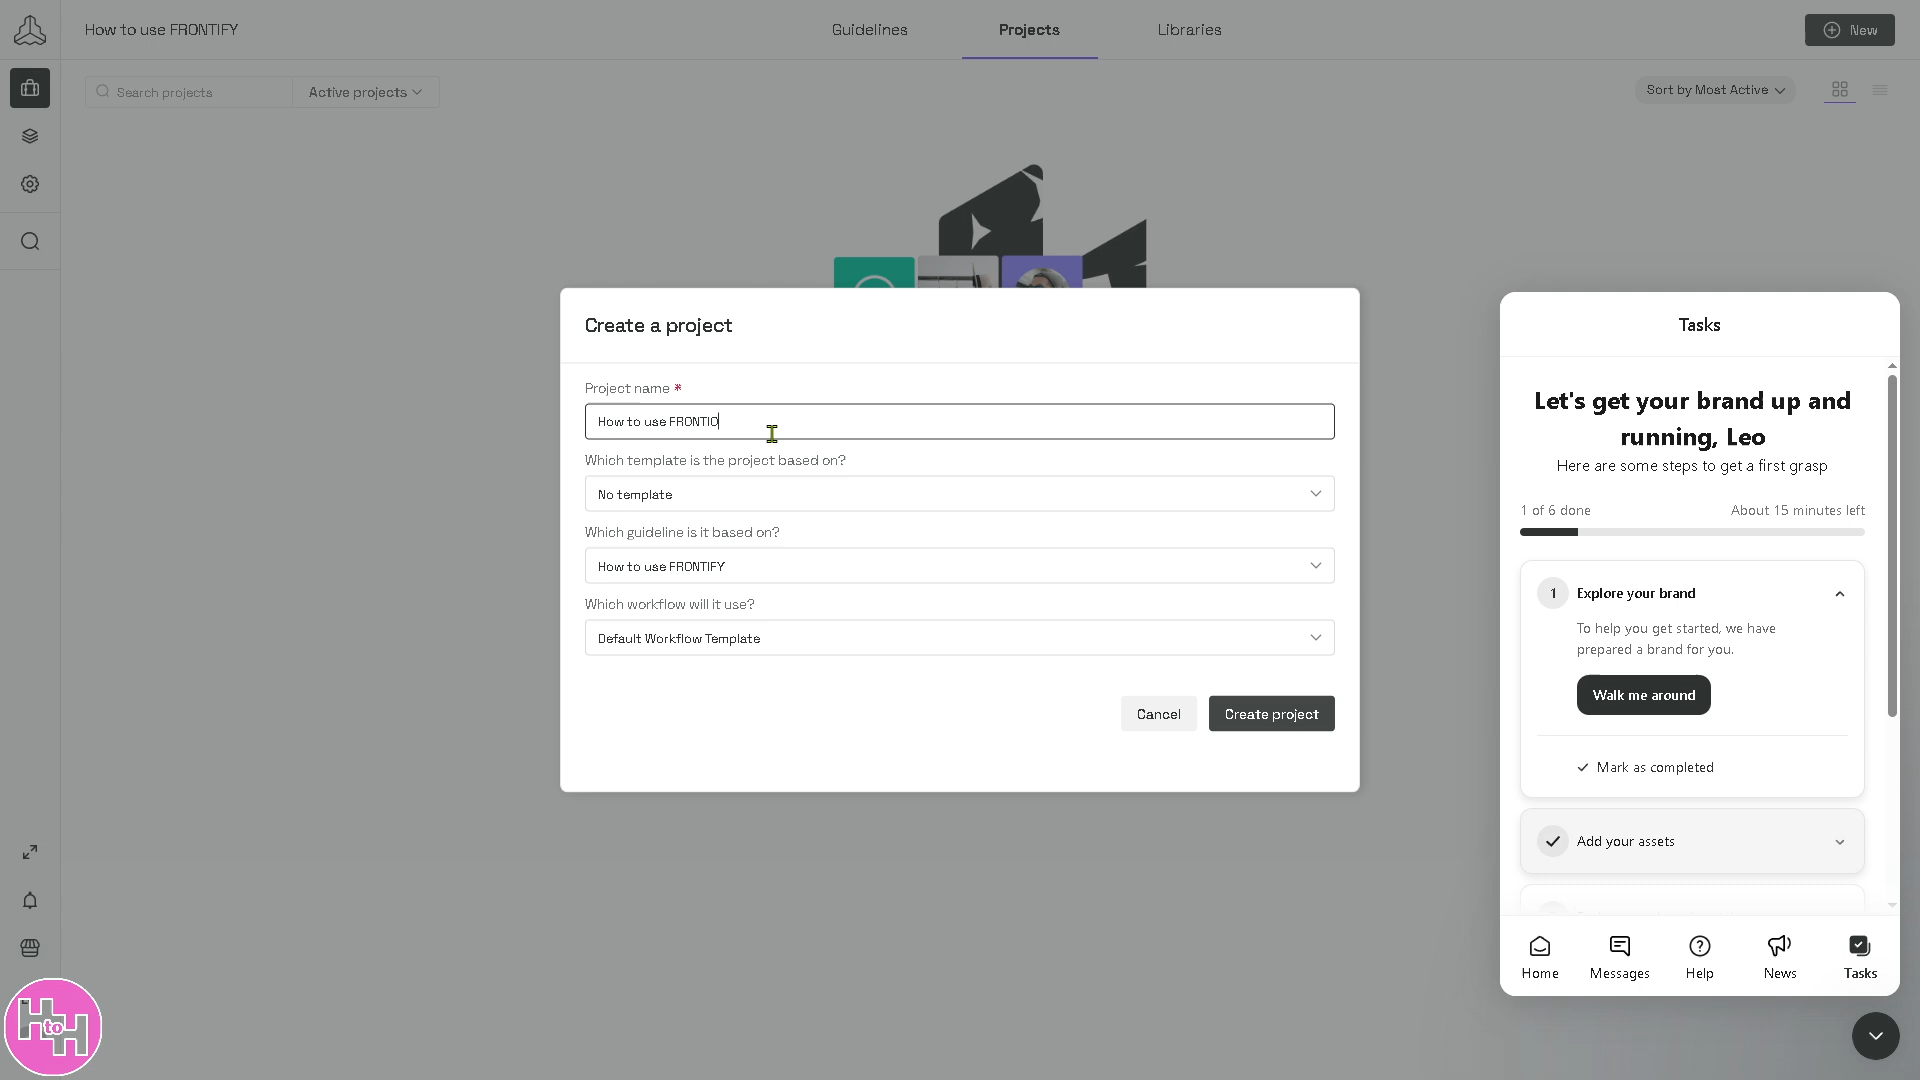 How to use FRONTIFY
Guidelines
Projects
Libraries
New
Search projects
Active projects
Sort by Most Active
Create a project
Project name *
How to use FRONTIO
Which template is the project based on?
No template
Which guideline is it based on?
How to use FRONTIFY
Which workflow will it use?
Default Workflow Template
Cancel
Create project
Tasks
Let's get your brand up and
running, Leo
Here are some steps to get a first grasp
1 of 6 done
About 15 minutes left
1
Explore your brand
To help you get started, we have
prepared a brand for you.
Walk me around
Mark as completed
Add your assets
Home
Messages
Help
News
Tasks
H to H